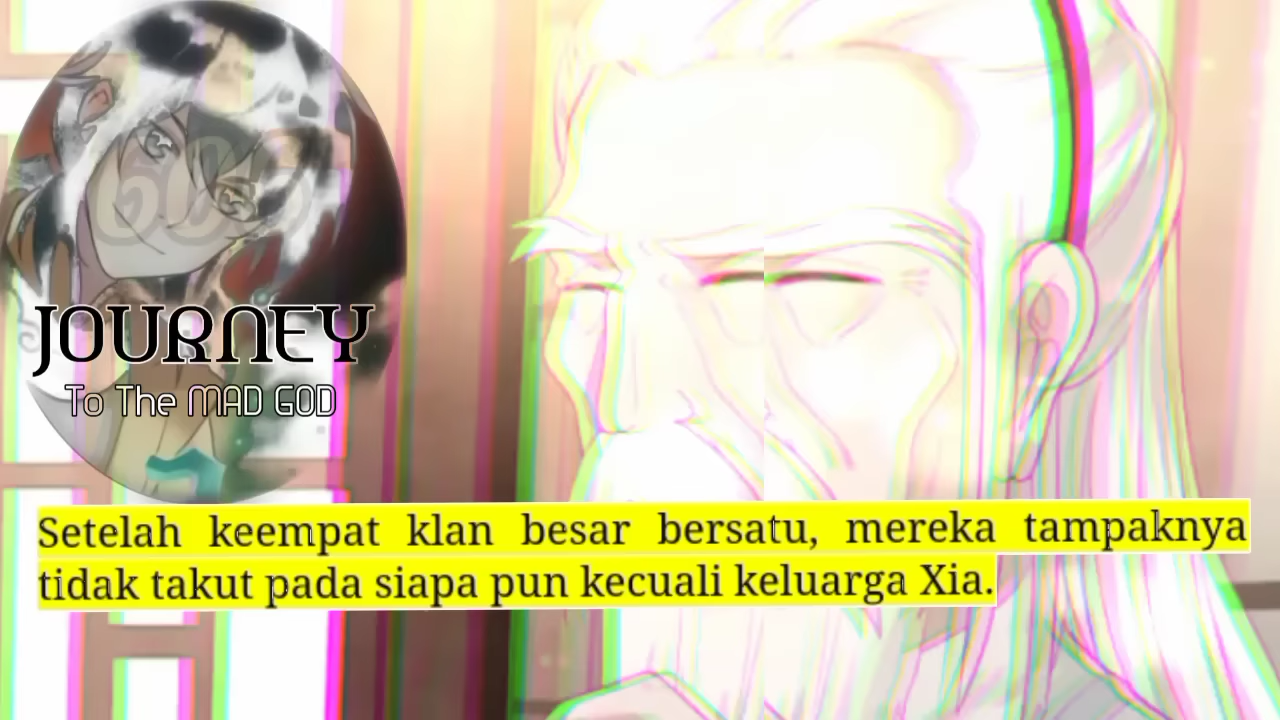 JOURNEY
To The MAD GOD
Setelah keempat klan besar bersatu, mereka tampaknya
tidak takut pada siapa pun kecuali keluarga Xia.